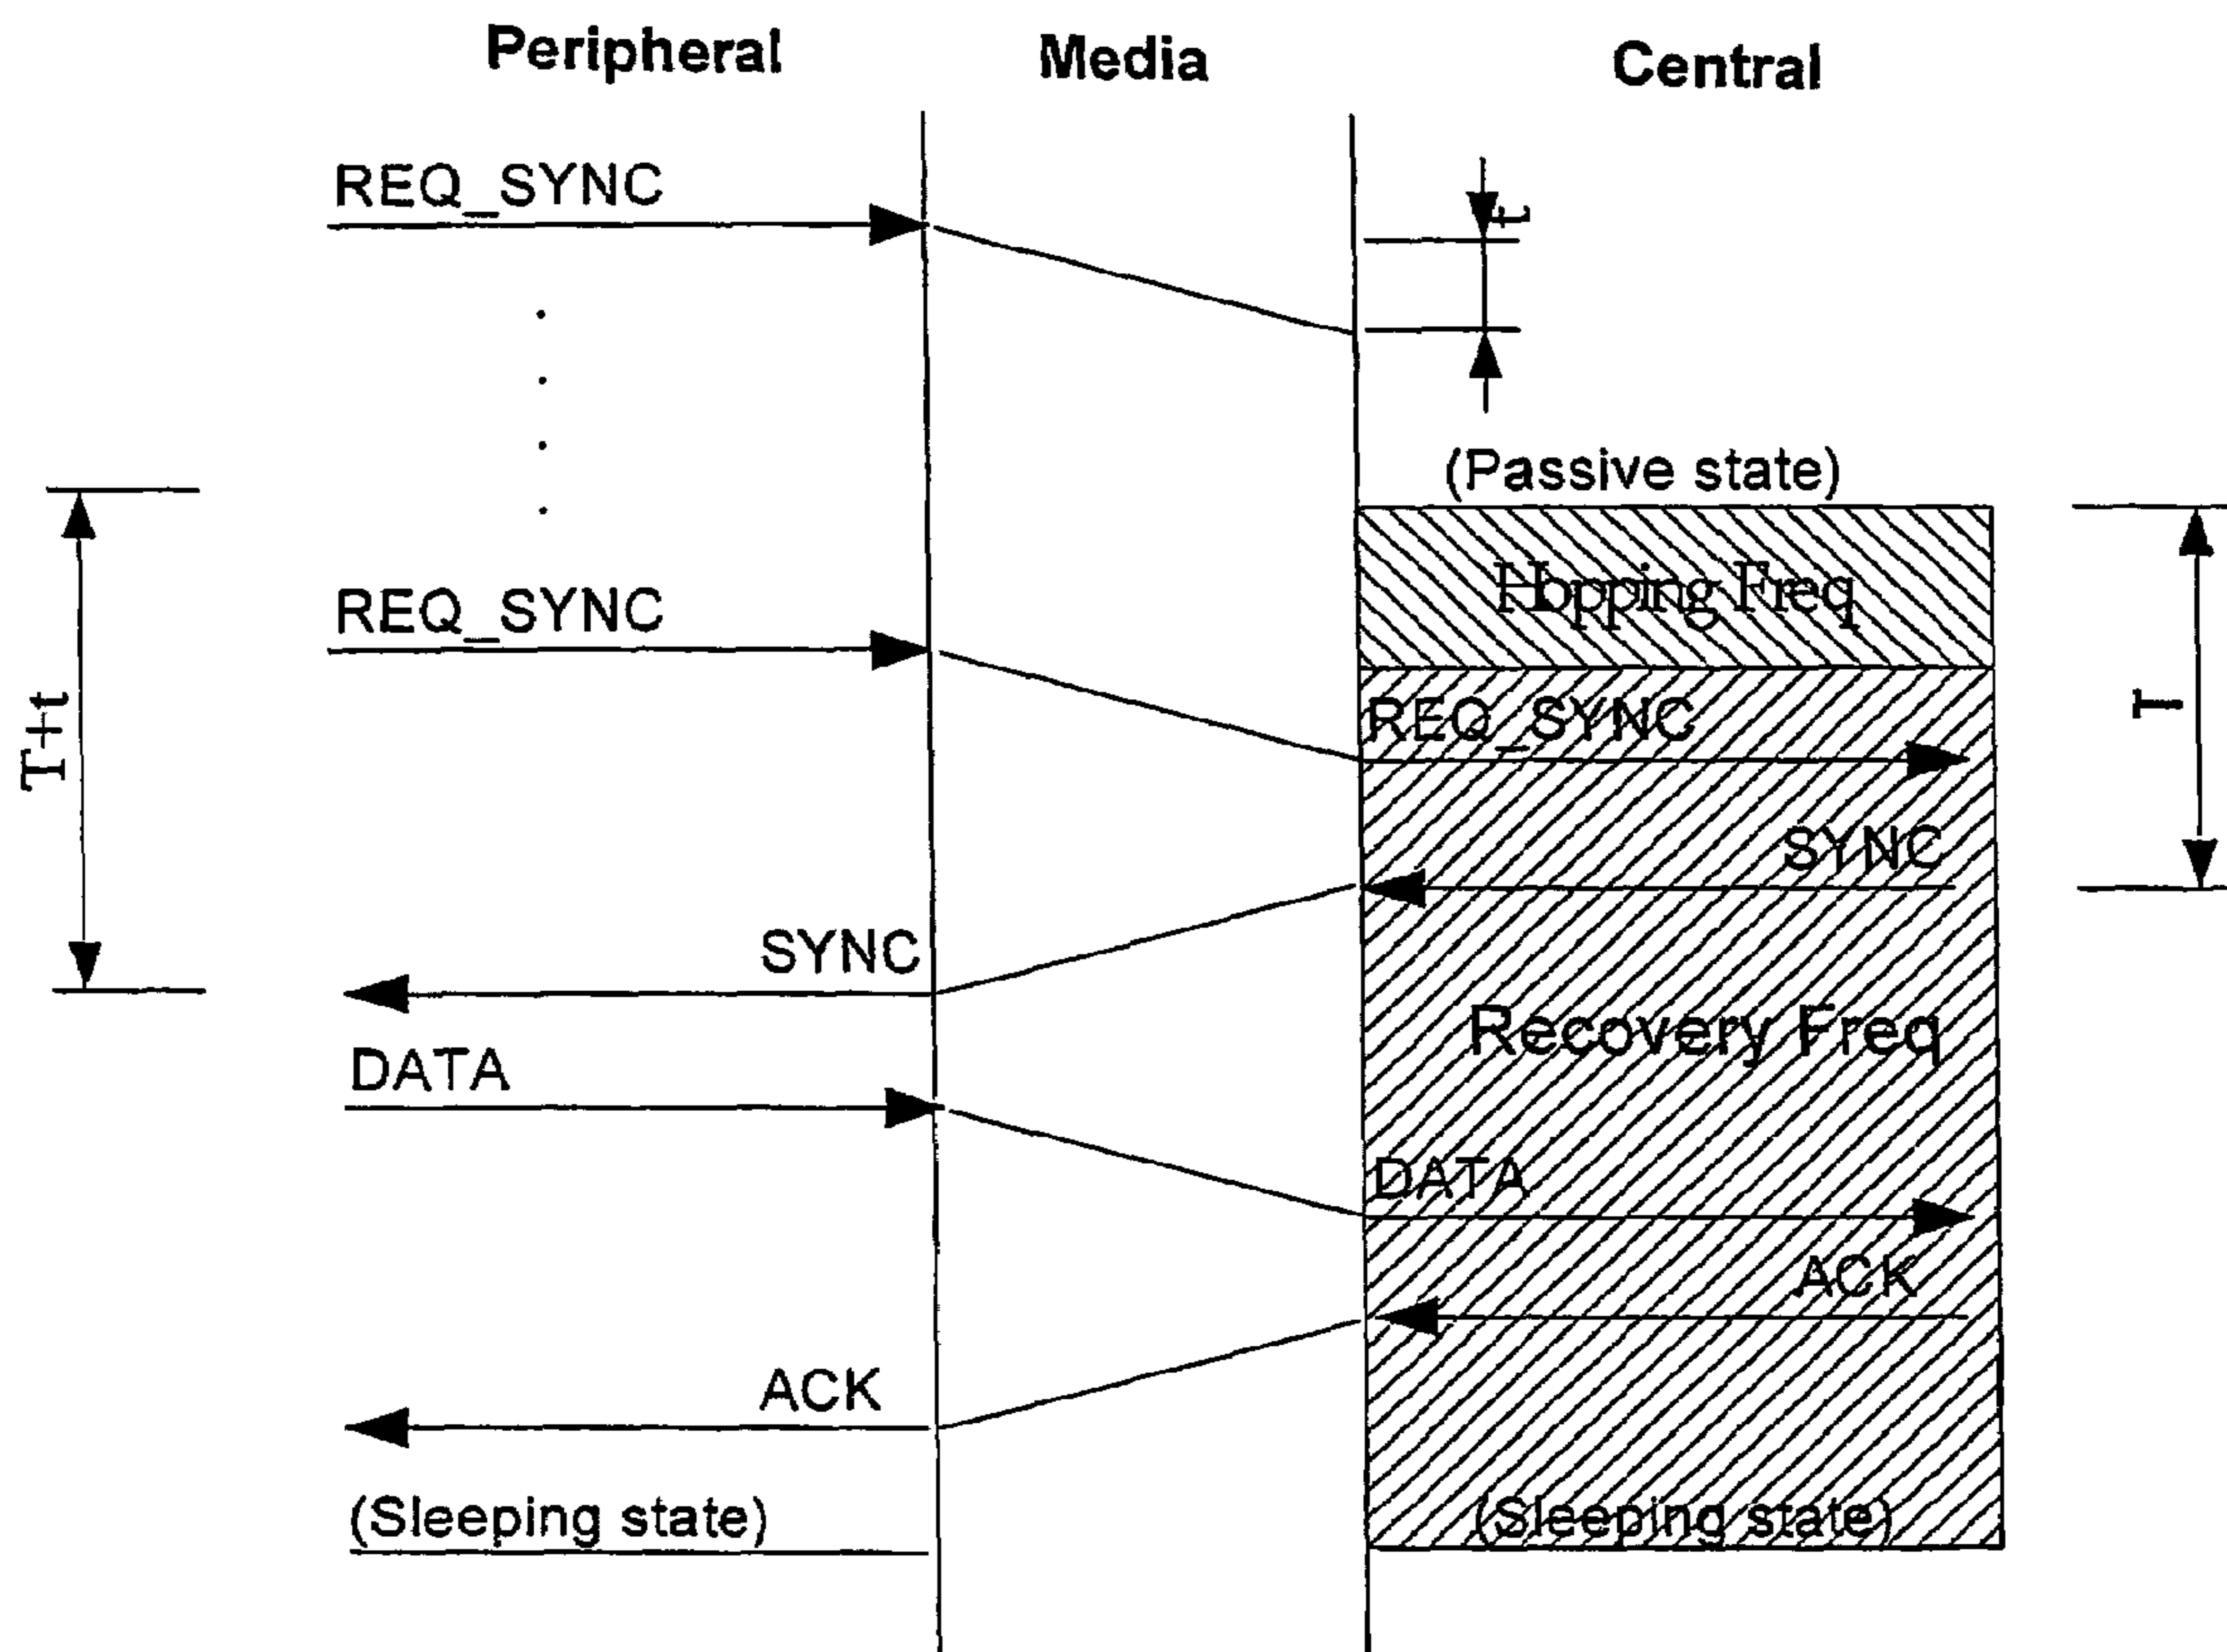 Peripheral Media Central
REQ_SYNC
t
(Passive state)
Hopping Freq
REQ_SYNC
T+t
REQ_SYNC
T
SYNC
SYNC
Recovery Freq
DATA
DATA
ACK
ACK
(Sleeping state)
(Sleeping state)